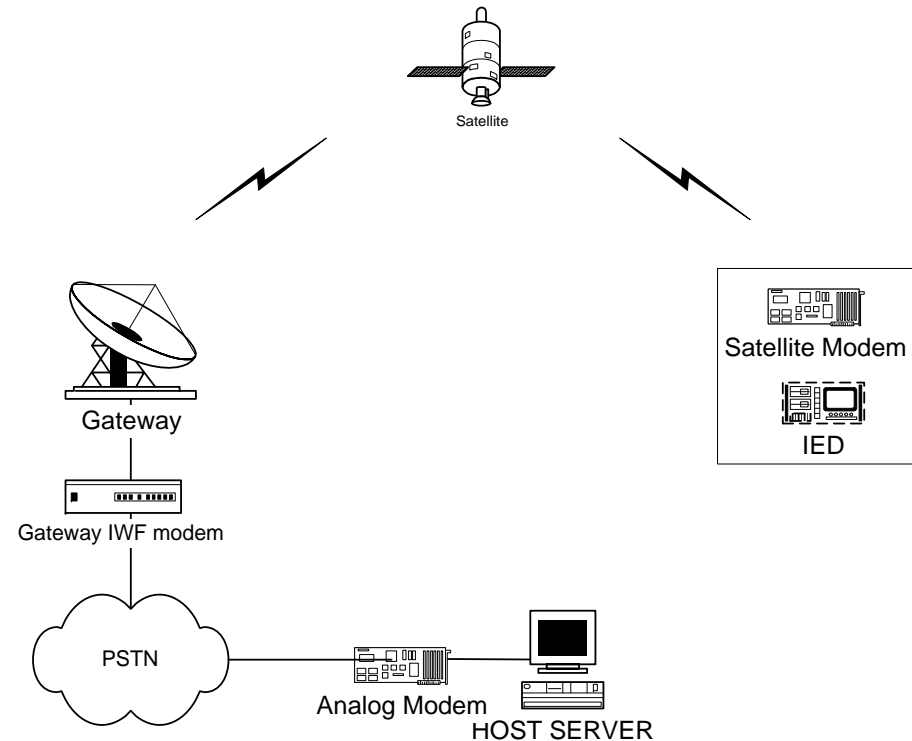 Satellite
Satellite Modem
IED
Gateway
Gateway IWF modem
PSTN
Analog Modem
HOST SERVER